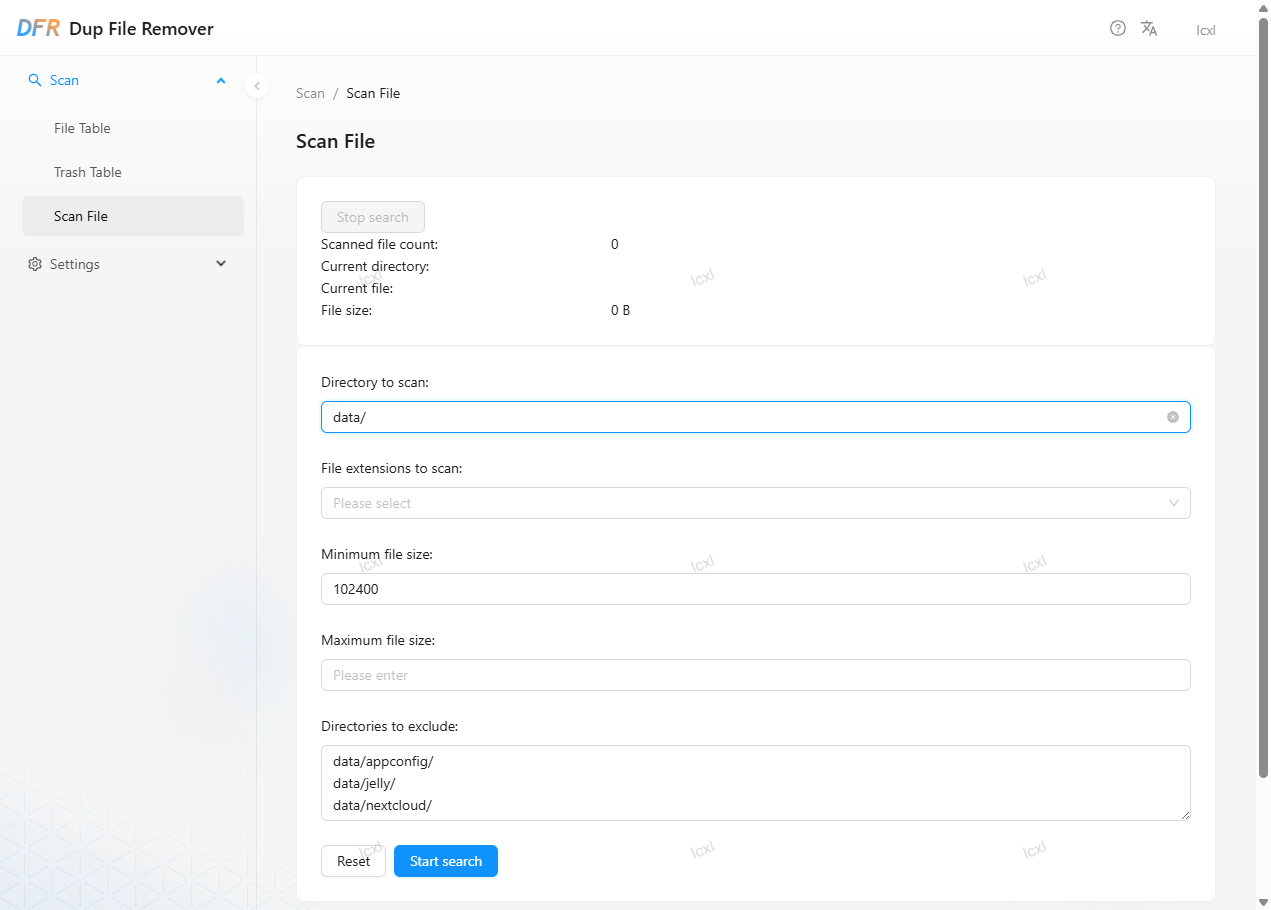 DFR Dup File Remover
lcxl
Scan
File Table
Trash Table
Scan File
Settings
Scan / Scan File
Scan File
Stop search
Scanned file count: 0
Current directory:
Current file:
File size: 0 B
lcxl lcxl lcxl
Directory to scan:
data/
File extensions to scan:
Please select
Minimum file size:
lcxl lcxl lcxl
102400
Maximum file size:
Please enter
Directories to exclude:
data/appconfig/
data/jelly/
data/nextcloud/
lcxl lcxl lcxl
Reset Start search